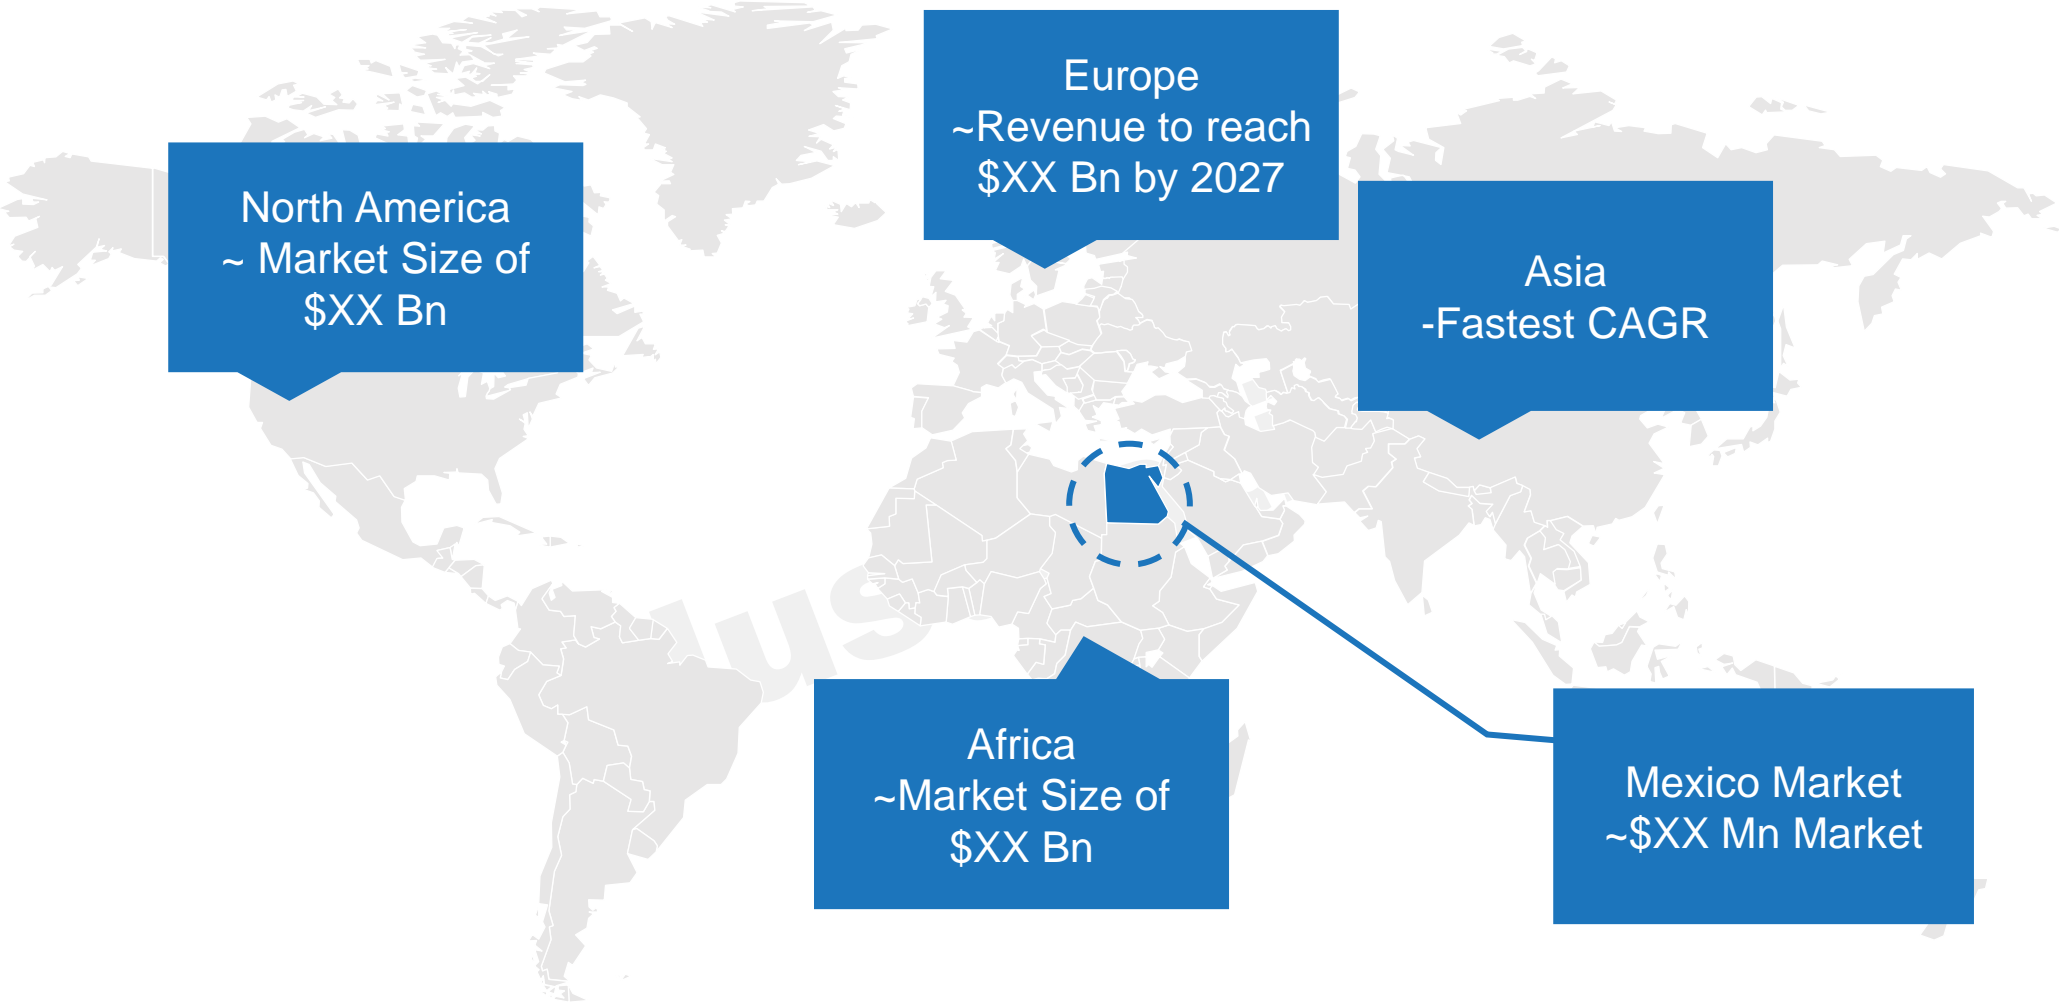 Europe
~Revenue to reach
$XX Bn by 2027
North America
~ Market Size of
$XX Bn
Asia
-Fastest CAGR
Africa
~Market Size of
$XX Bn
Mexico Market
~$XX Mn Market
us